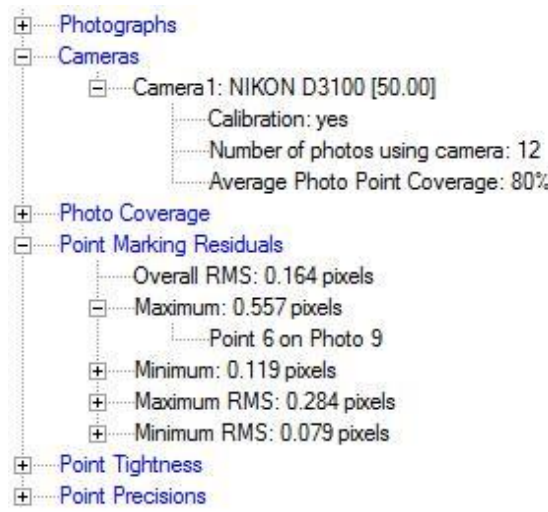 Photographs
Cameras
Camera1: NIKON D3100 [50.00]
Calibration: yes
Number of photos using camera: 12
Average Photo Point Coverage: 80%
Photo Coverage
Point Marking Residuals
Overall RMS: 0.164 pixels
Maximum: 0.557 pixels
Point 6 on Photo 9
Minimum: 0.119 pixels
Maximum RMS: 0.284 pixels
Minimum RMS: 0.079 pixels
Point Tightness
Point Precisions